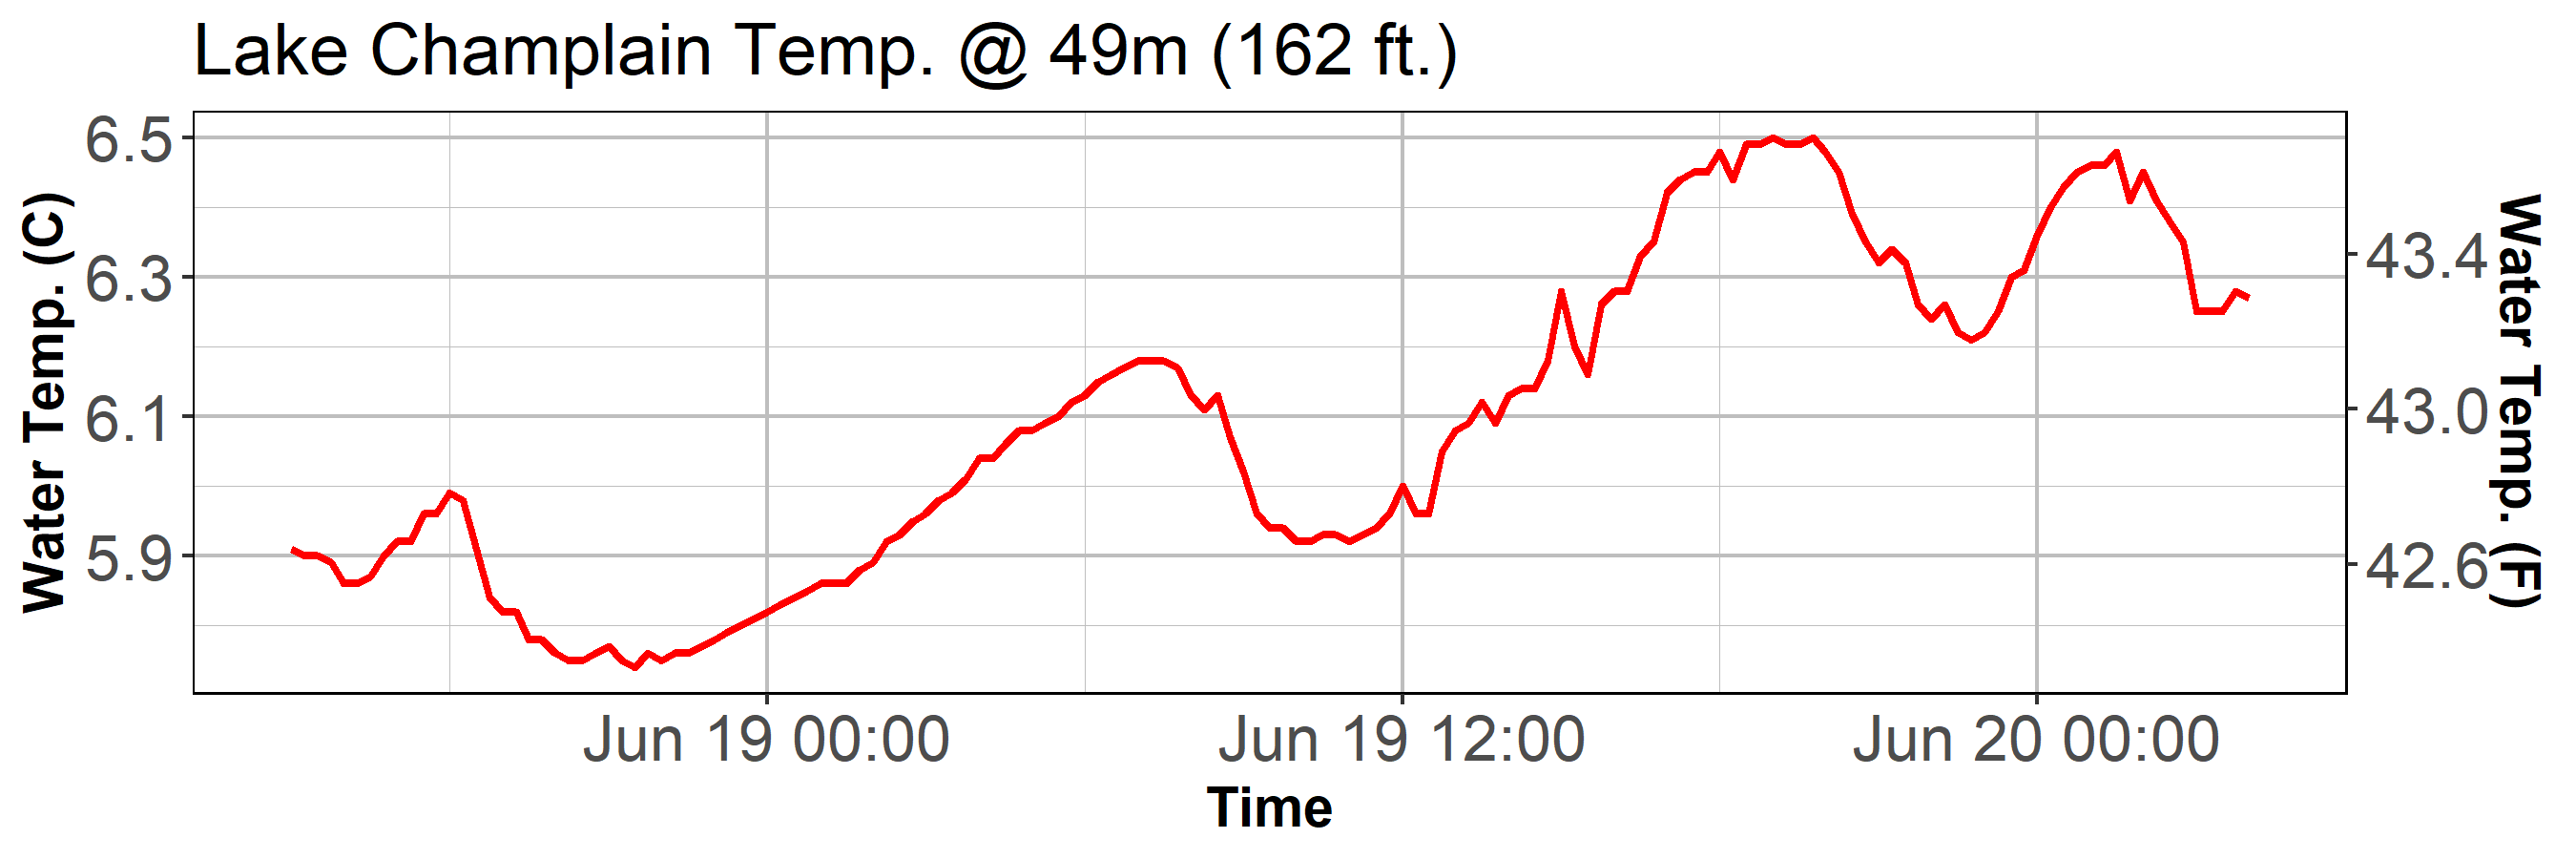 Lake Champlain Temp. @ 49m (162 ft.)
Water Temp. (C)
6.5
6.3
6.1
5.9
43.4
43.0
42.6
Water Temp. (F)
Jun 19 00:00 Jun 19 12:00 Jun 20 00:00
Time